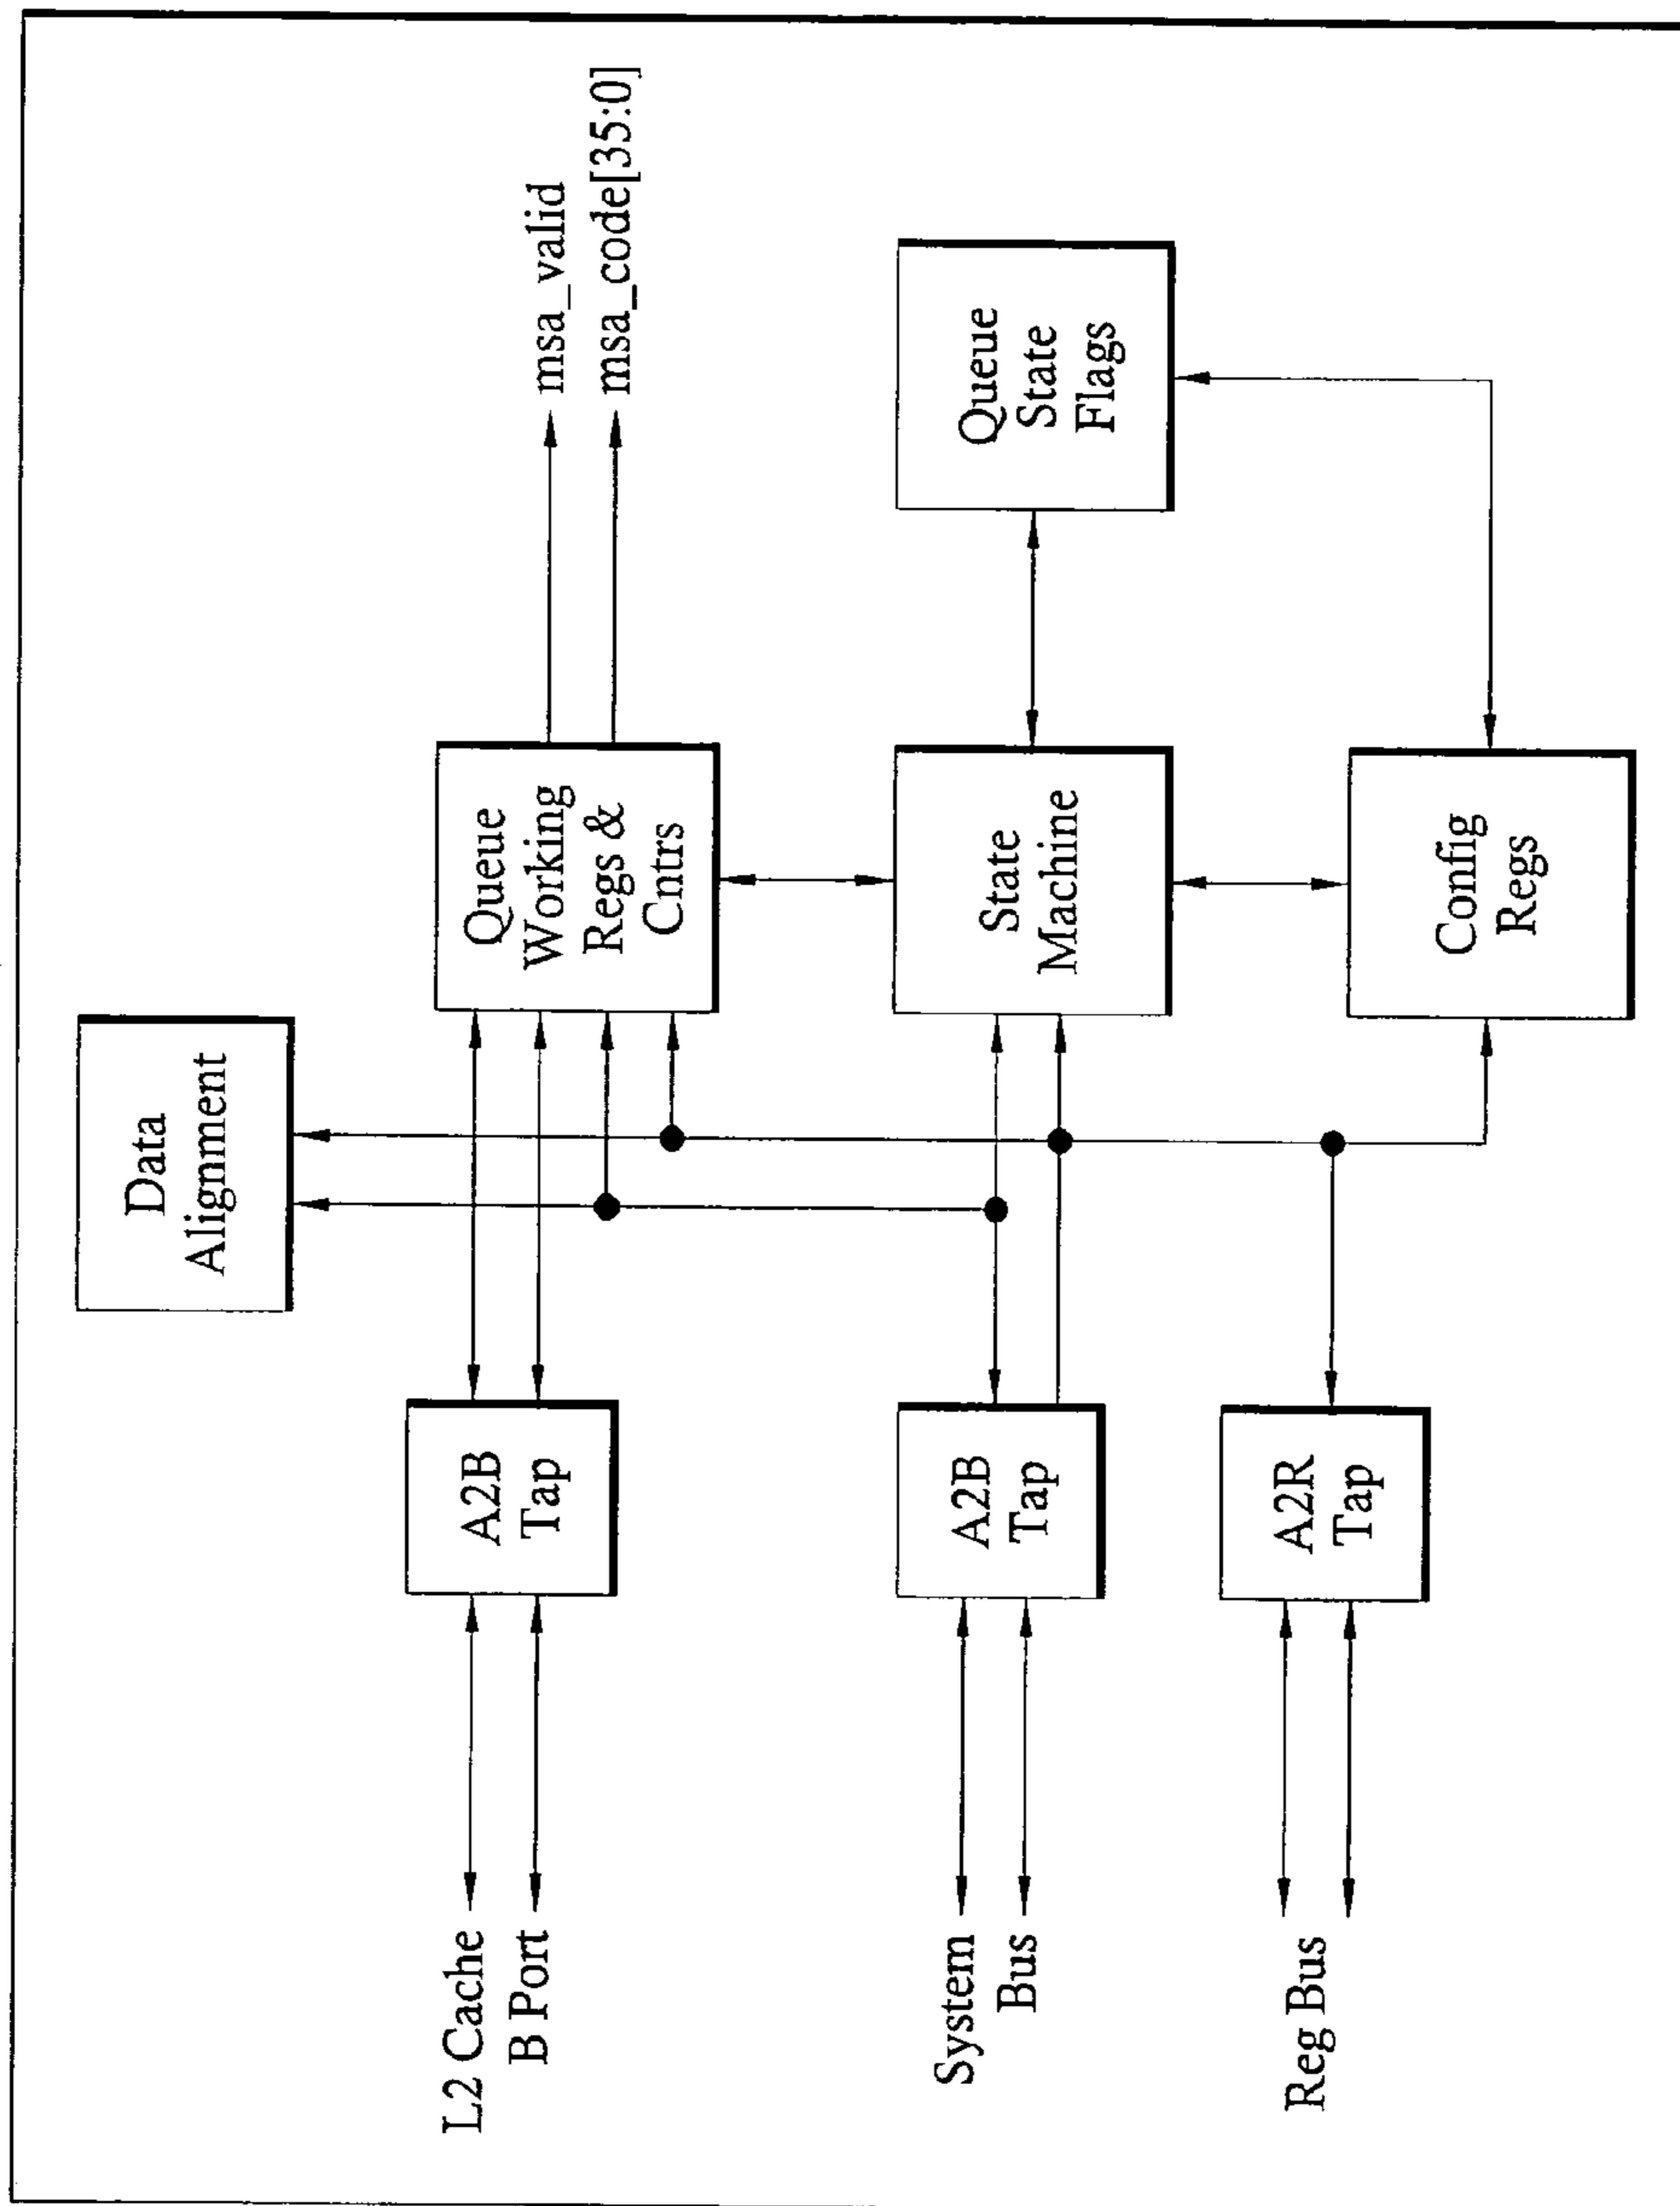 Data
Alignment
L2 Cache
B Port
A2B
Tap
Queue
Working
Regs &
Cntrs
msa_valid
msa_code[35:0]
System
Bus
A2B
Tap
State
Machine
Queue
State
Flags
Reg Bus
A2R
Tap
Config
Regs